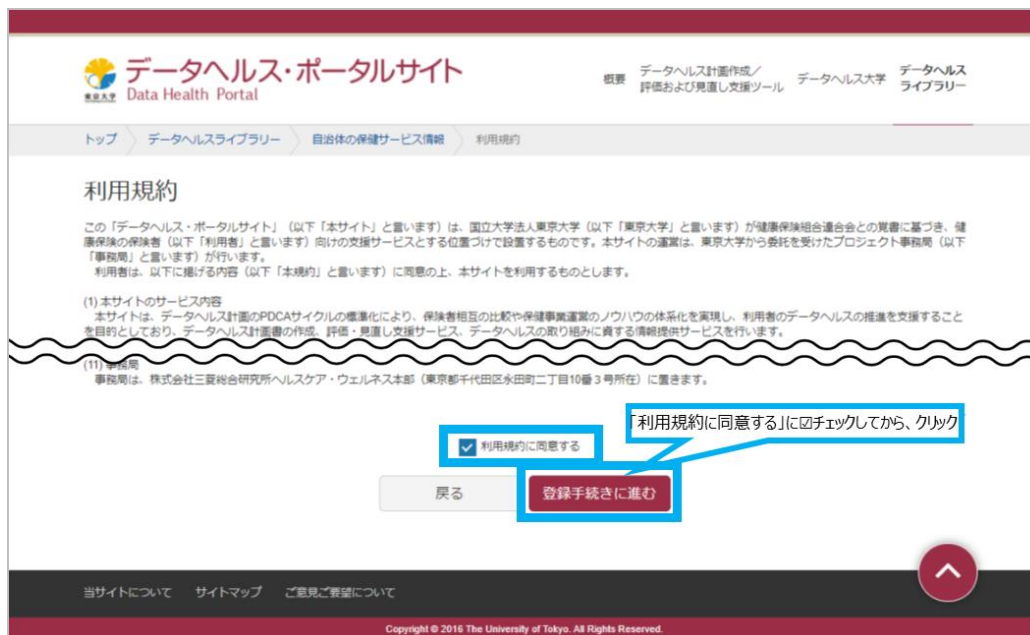 データヘルス・ポータルサイト
東京大学
Data Health Portal
概要
データヘルス計画作成／
評価および見直し支援ツール
データヘルス大学
データヘルス
ライブラリー
トップ
データヘルスライブラリー
自治体の保健サービス情報
利用規約
利用規約
この「データヘルス・ポータルサイト」（以下「本サイト」と言います）は、国立大学法人東京大学（以下「東京大学」と言います）が健康保険組合連合会との覚書に基づき、健
康保険の保険者（以下「利用者」と言います）向けの支援サービスとする位置づけで設置するものです。本サイトの運営は、東京大学から委託を受けたプロジェクト事務局（以下
「事務局」と言います）が行います。
利用者は、以下に掲げる内容（以下「本規約」と言います）に同意の上、本サイトを利用するものとします。
(1) 本サイトのサービス内容
本サイトは、データヘルス計画のPDCAサイクルの標準化により、保険者相互の比較や保健事業運営のノウハウの体系化を実現し、利用者のデータヘルスの推進を支援すること
を目的としており、データヘルス計画書の作成、評価・見直し支援サービス、データヘルスの取り組みに資する情報提供サービスを行います。
(11) 事務局
事務局は、株式会社三菱総合研究所ヘルスケア・ウェルネス本部（東京都千代田区永田町二丁目10番３号所在）に置きます。
「利用規約に同意する」に☑チェックしてから、クリック
利用規約に同意する
戻る
登録手続きに進む
当サイトについて
サイトマップ
ご意見ご要望について
Copyright © 2016 The University of Tokyo. All Rights Reserved.